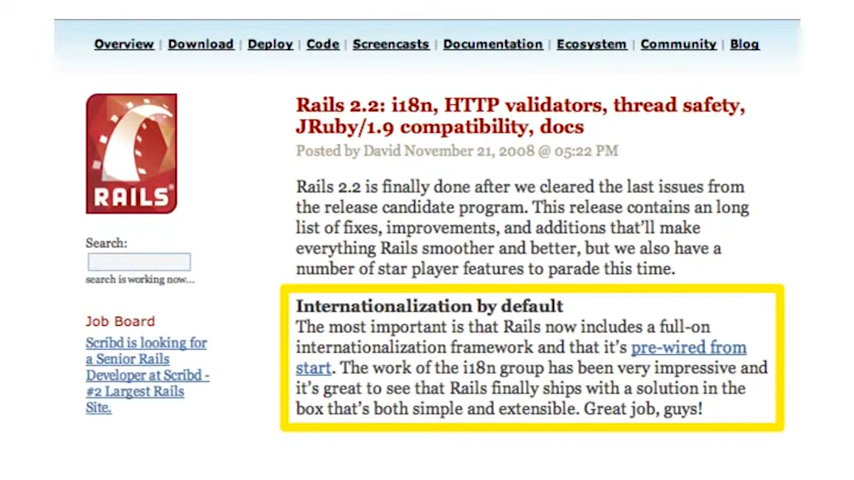 Overview | Download | Deploy | Code | Screencasts | Documentation | Ecosystem | Community | Blog
RAILS
Search:
search is working now...
Job Board
Scribd is looking for
a Senior Rails
Developer at Scribd -
#2 Largest Rails
Site.
Rails 2.2: i18n, HTTP validators, thread safety,
JRuby/1.9 compatibility, docs
Posted by David November 21, 2008 @ 05:22 PM
Rails 2.2 is finally done after we cleared the last issues from
the release candidate program. This release contains an long
list of fixes, improvements, and additions that'll make
everything Rails smoother and better, but we also have a
number of star player features to parade this time.
Internationalization by default
The most important is that Rails now includes a full-on
internationalization framework and that it's pre-wired from
start. The work of the i18n group has been very impressive and
it's great to see that Rails finally ships with a solution in the
box that's both simple and extensible. Great job, guys!